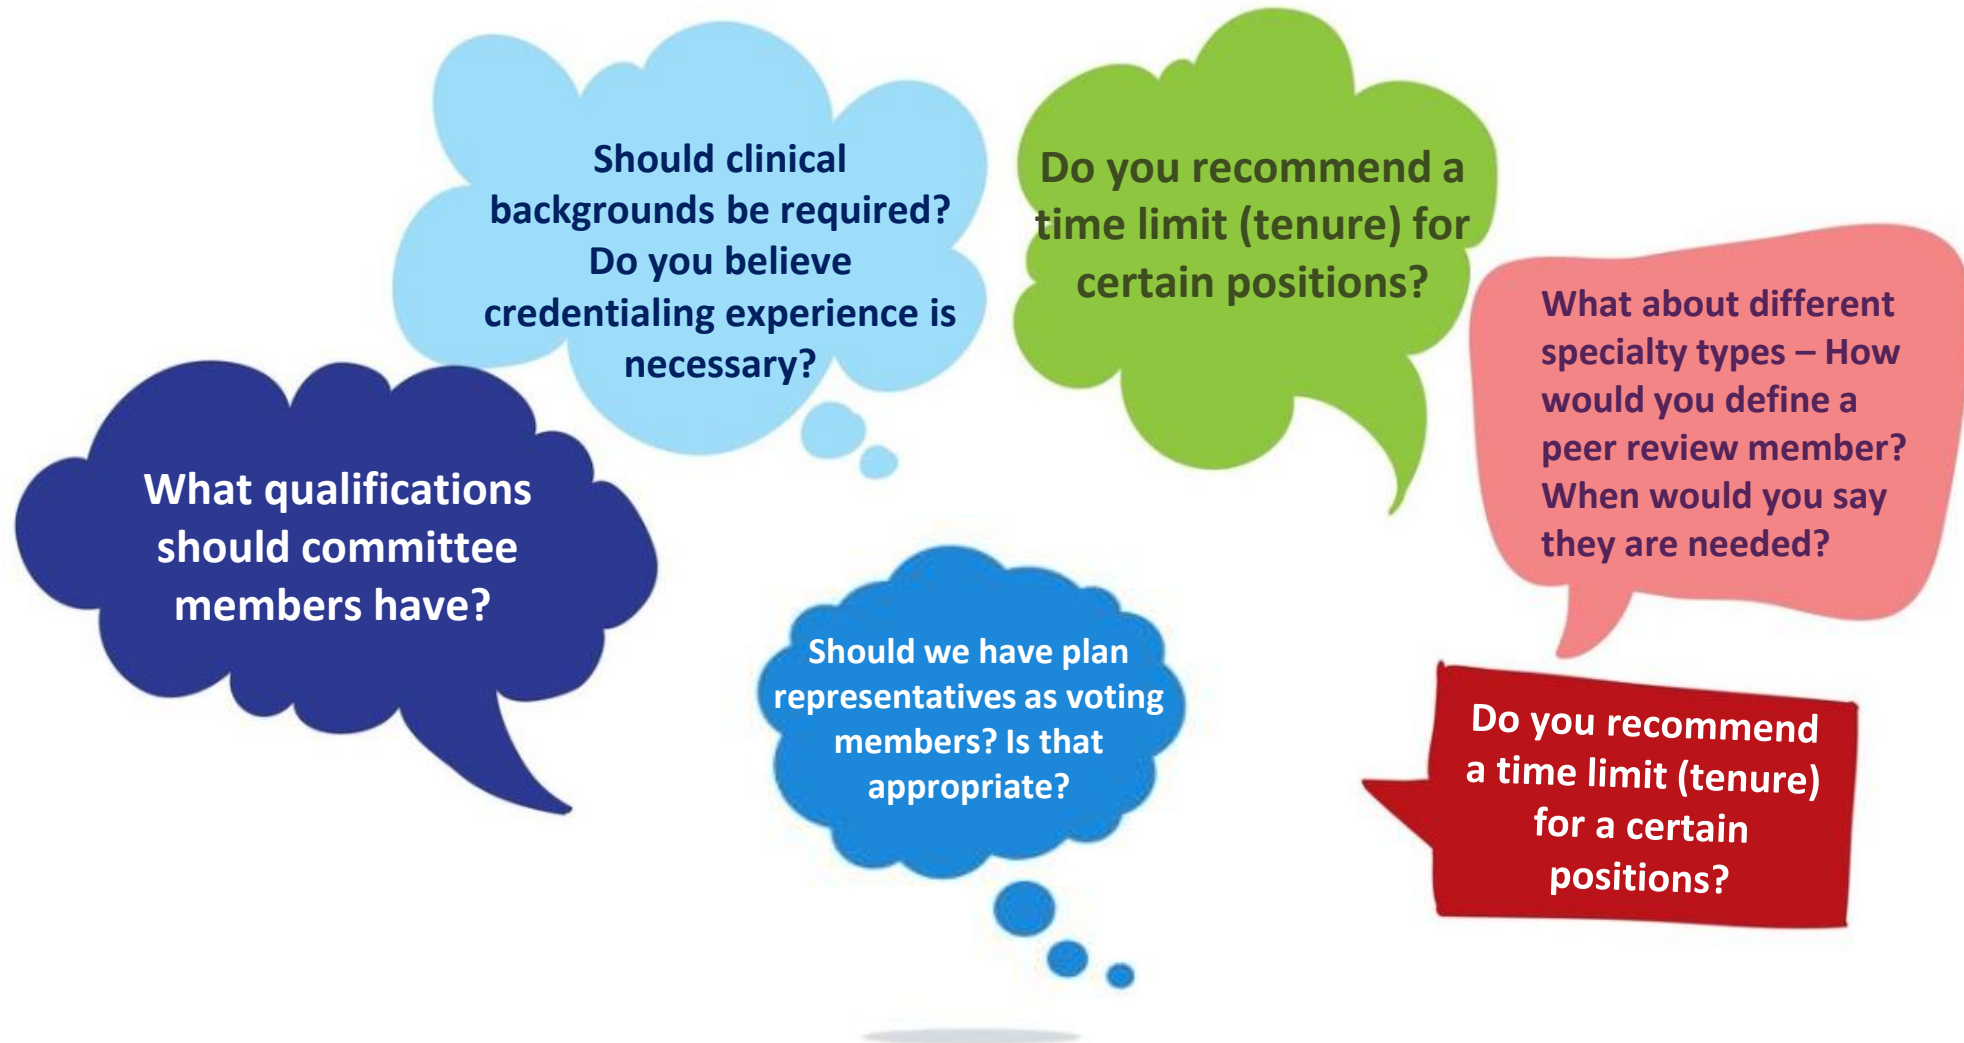 Should clinical
backgrounds be required?
Do you believe
credentialing experience is
necessary?
Do you recommend a
time limit (tenure) for
certain positions?
What about different
specialty types – How
would you define a
peer review member?
When would you say
they are needed?
What qualifications
should committee
members have?
Should we have plan
representatives as voting
members? Is that
appropriate?
Do you recommend
a time limit (tenure)
for a certain
positions?